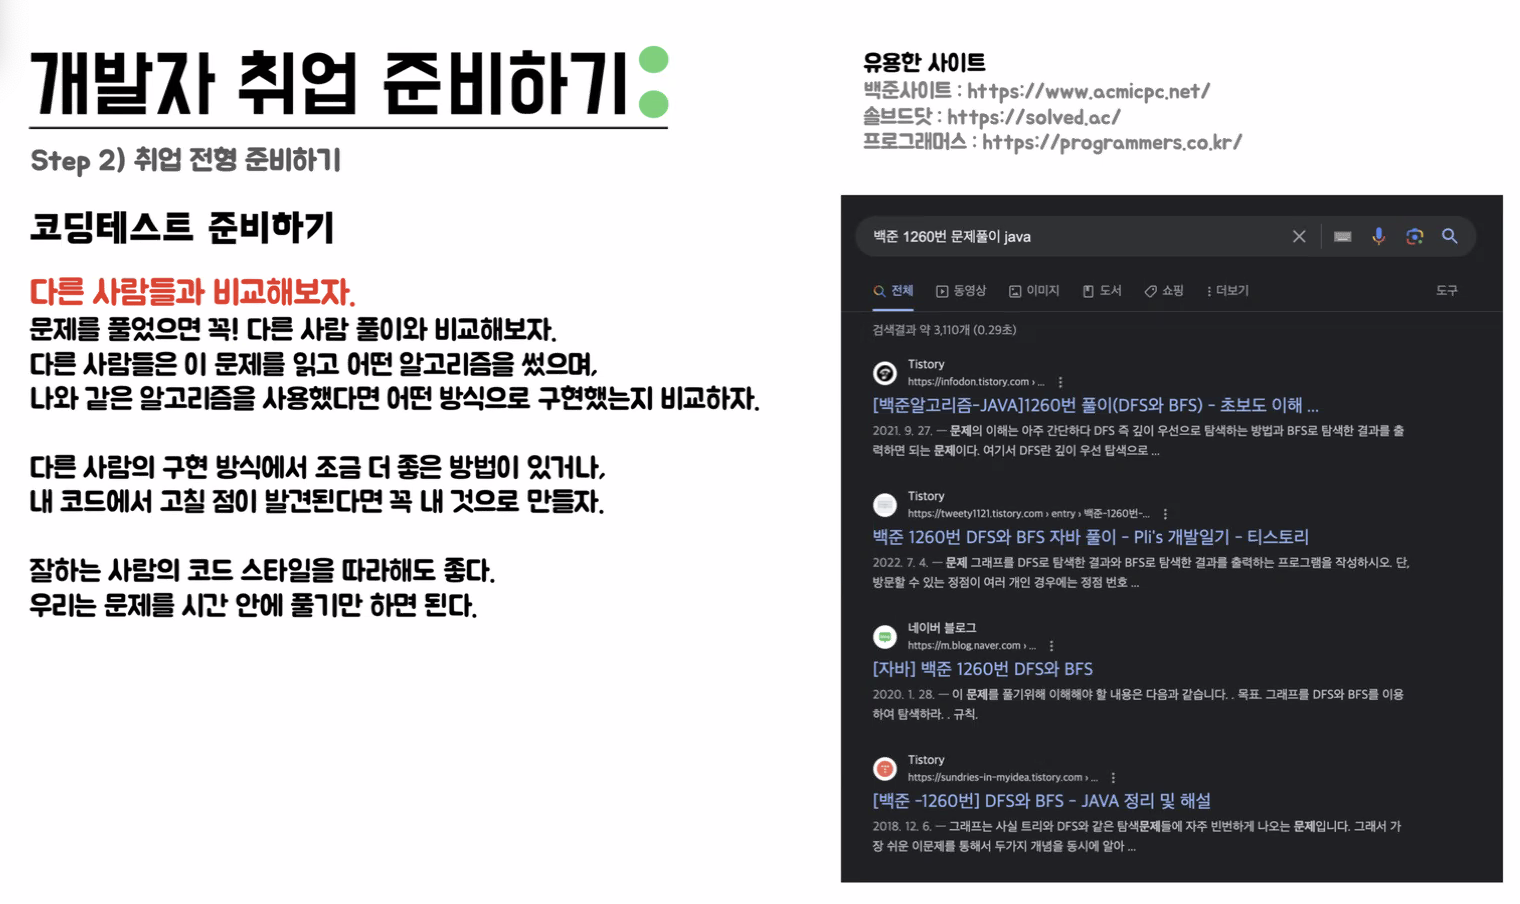 개발자 취업 준비하기:
Step 2) 취업 전형 준비하기
코딩테스트 준비하기
다른 사람들과 비교해보자.
문제를 풀었으면 꼭! 다른 사람 풀이와 비교해보자.
다른 사람들은 이 문제를 읽고 어떤 알고리즘을 썼으며,
나와 같은 알고리즘을 사용했다면 어떤 방식으로 구현했는지 비교하자.
다른 사람의 구현 방식에서 조금 더 좋은 방법이 있거나,
내 코드에서 고칠 점이 발견된다면 꼭 내 것으로 만들자.
잘하는 사람의 코드 스타일을 따라해도 좋다.
우리는 문제를 시간 안에 풀기만 하면 된다.
유용한 사이트
백준사이트 : https://www.acmicpc.net/
솔브드닷 : https://solved.ac/
프로그래머스 : https://programmers.co.kr/
백준 1260번 문제풀이 java
전체 동영상 이미지 도서 쇼핑 더보기 도구
검색결과 약 3,110개 (0.29초)
Tistory
https://infodon.tistory.com › ...
[백준알고리즘-JAVA]1260번 풀이(DFS와 BFS) - 초보도 이해 ...
2021. 9. 27. — 문제의 이해는 아주 간단하다 DFS 즉 깊이 우선으로 탐색하는 방법과 BFS로 탐색한 결과를 출
력하면 되는 문제이다. 여기서 DFS란 깊이 우선 탑색으로 ...
Tistory
https://tweety1121.tistory.com › entry › 백준-1260번-...
백준 1260번 DFS와 BFS 자바 풀이 - Pli's 개발일기 - 티스토리
2022. 7. 4. — 문제 그래프를 DFS로 탐색한 결과와 BFS로 탐색한 결과를 출력하는 프로그램을 작성하시오. 단,
방문할 수 있는 정점이 여러 개인 경우에는 정점 번호 ...
네이버 블로그
https://m.blog.naver.com › ...
[자바] 백준 1260번 DFS와 BFS
2020. 1. 28. — 이 문제를 풀기위해 이해해야 할 내용은 다음과 같습니다. . 목표. 그래프를 DFS와 BFS를 이용
하여 탐색하라. . 규칙.
Tistory
https://sundries-in-myidea.tistory.com › ...
[백준 -1260번] DFS와 BFS - JAVA 정리 및 해설
2018. 12. 6. — 그래프는 사실 트리와 DFS와 같은 탐색문제들에 자주 빈번하게 나오는 문제입니다. 그래서 가
장 쉬운 이문제를 통해서 두가지 개념을 동시에 알아 ...